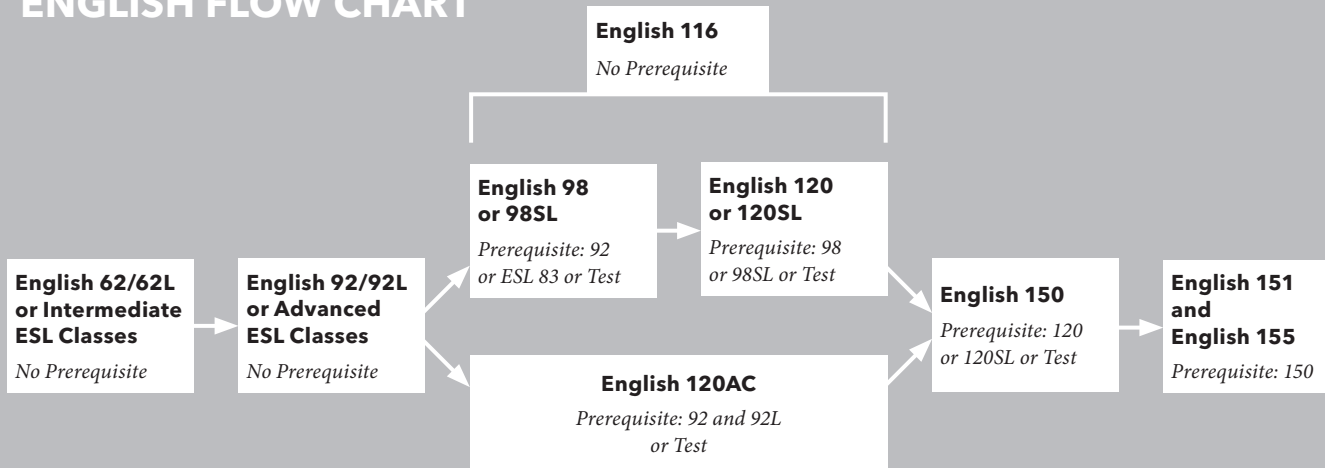 ENGLISH FLOW CHART
English 116
No Prerequisite
English 62/62L
or Intermediate
ESL Classes
No Prerequisite
English 92/92L
or Advanced
ESL Classes
No Prerequisite
English 98
or 98SL
Prerequisite: 92
or ESL 83 or Test
English 120
or 120SL
Prerequisite: 98
or 98SL or Test
English 120AC
Prerequisite: 92 and 92L
or Test
English 150
Prerequisite: 120
or 120SL or Test
English 151
and
English 155
Prerequisite: 150